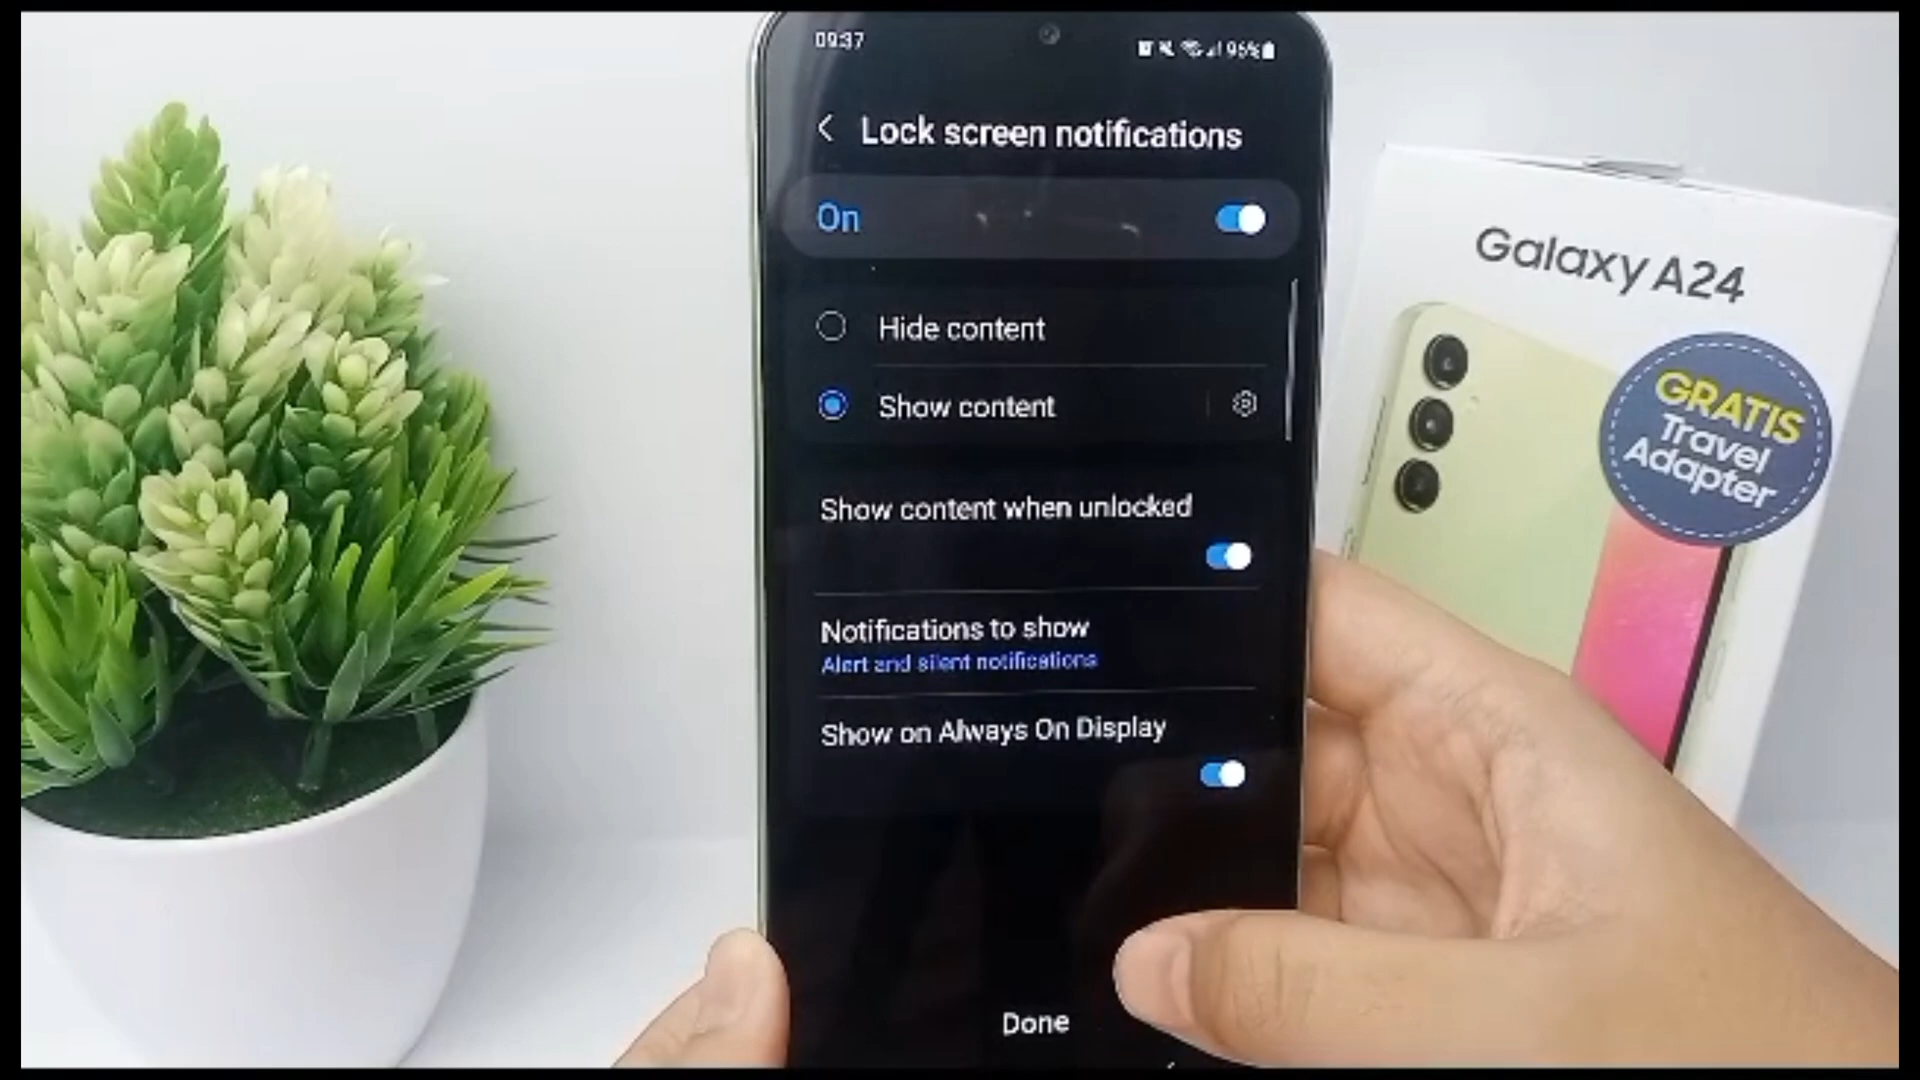 09:37
96%
Lock screen notifications
On
Hide content
Show content
Show content when unlocked
Notifications to show
Alert and silent notifications
Show on Always On Display
Done
Galaxy A24
GRATIS
Travel
Adapter